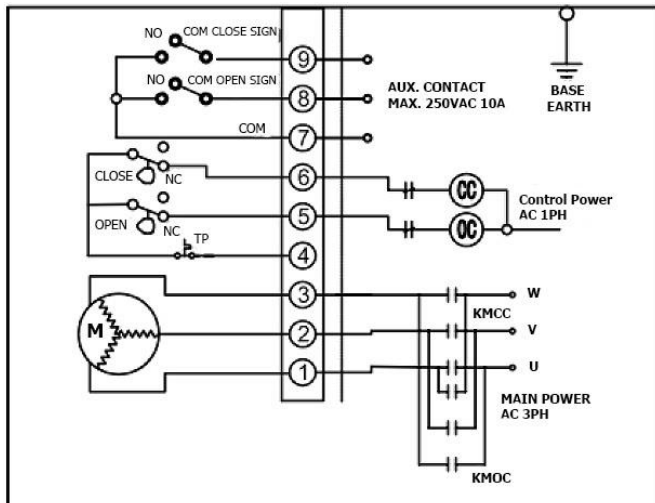 NO COM CLOSE SIGN
9
NO COM OPEN SIGN
8
AUX. CONTACT
MAX. 250VAC 10A
BASE
EARTH
COM
7
CLOSE
NC
6
CC
Control Power
AC 1PH
OPEN
NC
5
OC
TP
4
3
W
KMCC
M
2
V
1
U
MAIN POWER
AC 3PH
KMOC